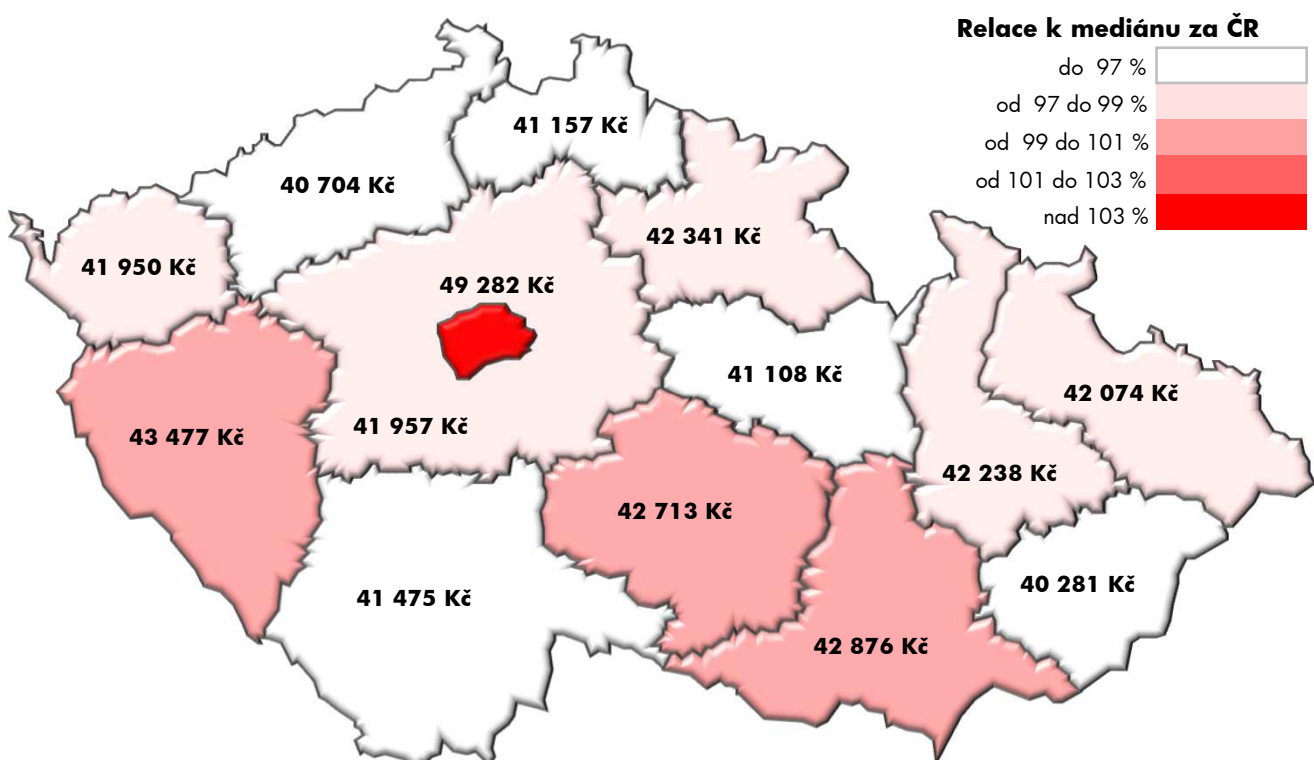 Relace k mediánu za ČR
do 97 %
od 97 do 99 %
od 99 do 101 %
od 101 do 103 %
nad 103 %
41 157 Kč
40 704 Kč
42 341 Kč
41 950 Kč
49 282 Kč
41 108 Kč
42 074 Kč
43 477 Kč
41 957 Kč
42 238 Kč
42 713 Kč
40 281 Kč
41 475 Kč
42 876 Kč